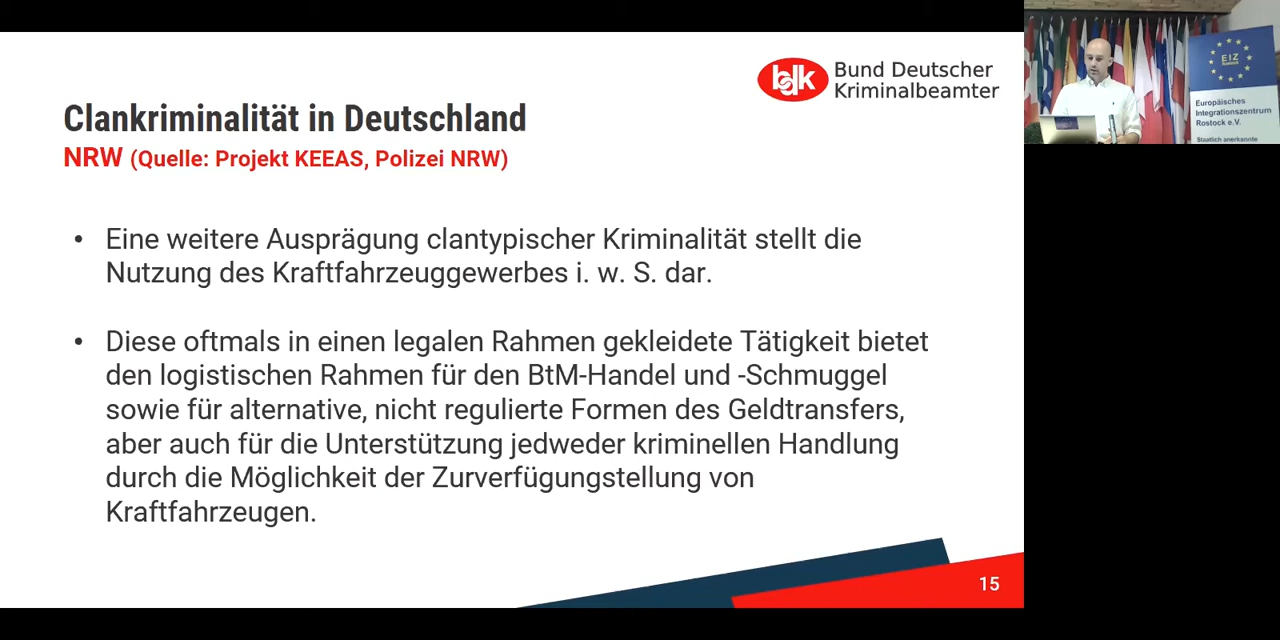 Clankriminalität in Deutschland
NRW (Quelle: Projekt KEEAS, Polizei NRW)
bdk Bund Deutscher
Kriminalbeamter
• Eine weitere Ausprägung clantypischer Kriminalität stellt die
Nutzung des Kraftfahrzeuggewerbes i. w. S. dar.
• Diese oftmals in einen legalen Rahmen gekleidete Tätigkeit bietet
den logistischen Rahmen für den BtM-Handel und -Schmuggel
sowie für alternative, nicht regulierte Formen des Geldtransfers,
aber auch für die Unterstützung jedweder kriminellen Handlung
durch die Möglichkeit der Zurverfügungstellung von
Kraftfahrzeugen.
15
EIZ
Europäisches
Integrationszentrum
Rostock e.V.
Staatlich anerkannte